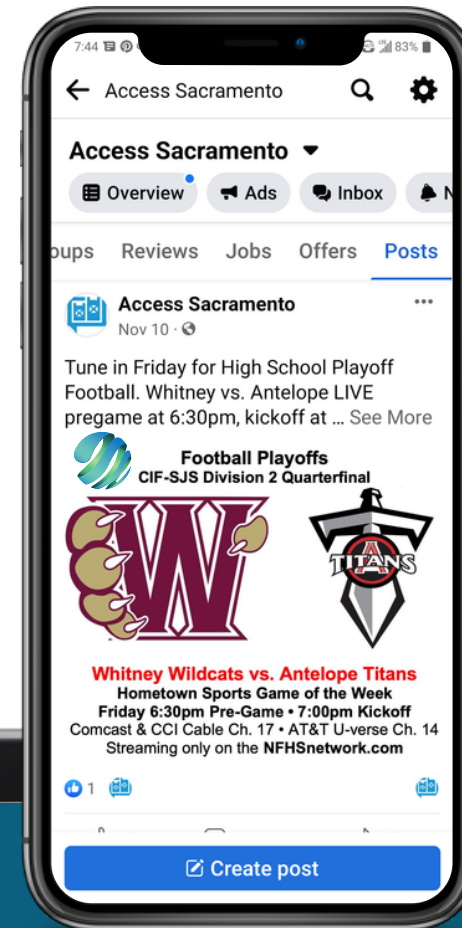 7:44 83%
Access Sacramento
Access Sacramento
Overview Ads Inbox N
oups Reviews Jobs Offers Posts
Access Sacramento
Nov 10 ·
Tune in Friday for High School Playoff
Football. Whitney vs. Antelope LIVE
pregame at 6:30pm, kickoff at ... See More
Football Playoffs
CIF-SJS Division 2 Quarterfinal
W
A
TITANS
Whitney Wildcats vs. Antelope Titans
Hometown Sports Game of the Week
Friday 6:30pm Pre-Game • 7:00pm Kickoff
Comcast & CCI Cable Ch. 17 • AT&T U-verse Ch. 14
Streaming only on the NFHSnetwork.com
1
Create post